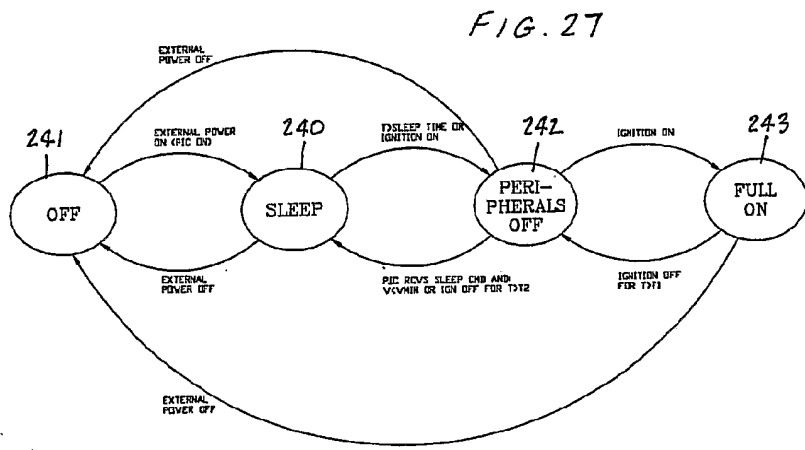 FIG. 27
EXTERNAL
POWER OFF
241
EXTERNAL POWER
ON (PIC ON)
240
T>SLEEP TIME OR
IGNITION ON
242
IGNITION ON
243
OFF
SLEEP
PERI-
PHERALS
OFF
FULL
ON
EXTERNAL
POWER OFF
PIC RCVS SLEEP CMD AND:
V<VMIN OR IGN OFF FOR T>T2
IGNITION OFF
FOR T>T1
EXTERNAL
POWER OFF